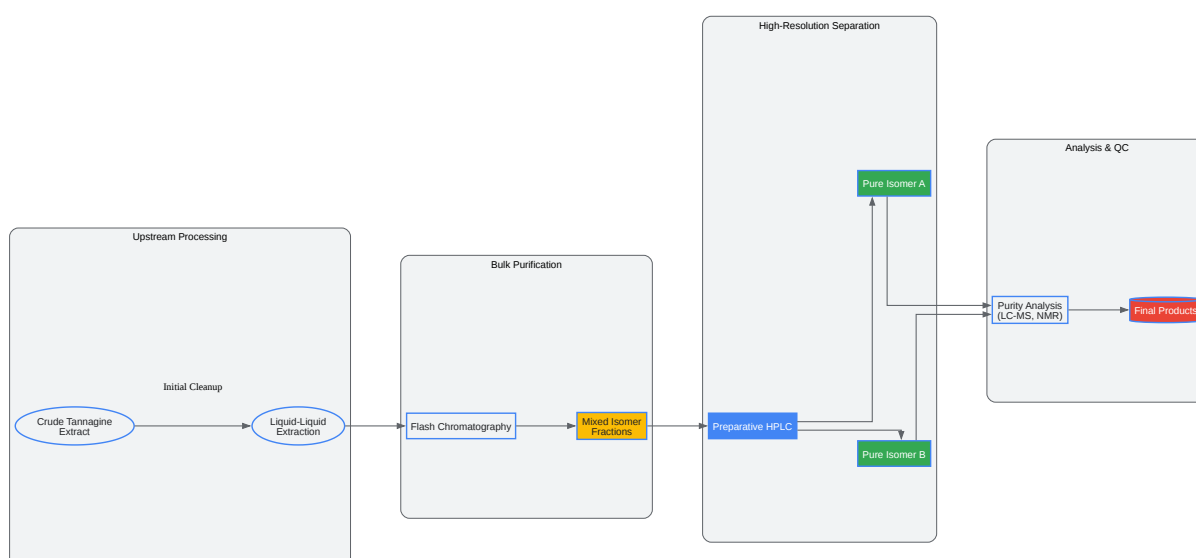 Upstream Processing
Initial Cleanup
Crude Tannagine
Extract
Liquid-Liquid
Extraction
Bulk Purification
Flash Chromatography
Mixed Isomer
Fractions
High-Resolution Separation
Preparative HPLC
Pure Isomer A
Pure Isomer B
Analysis & QC
Purity Analysis
(LC-MS, NMR)
Final Products